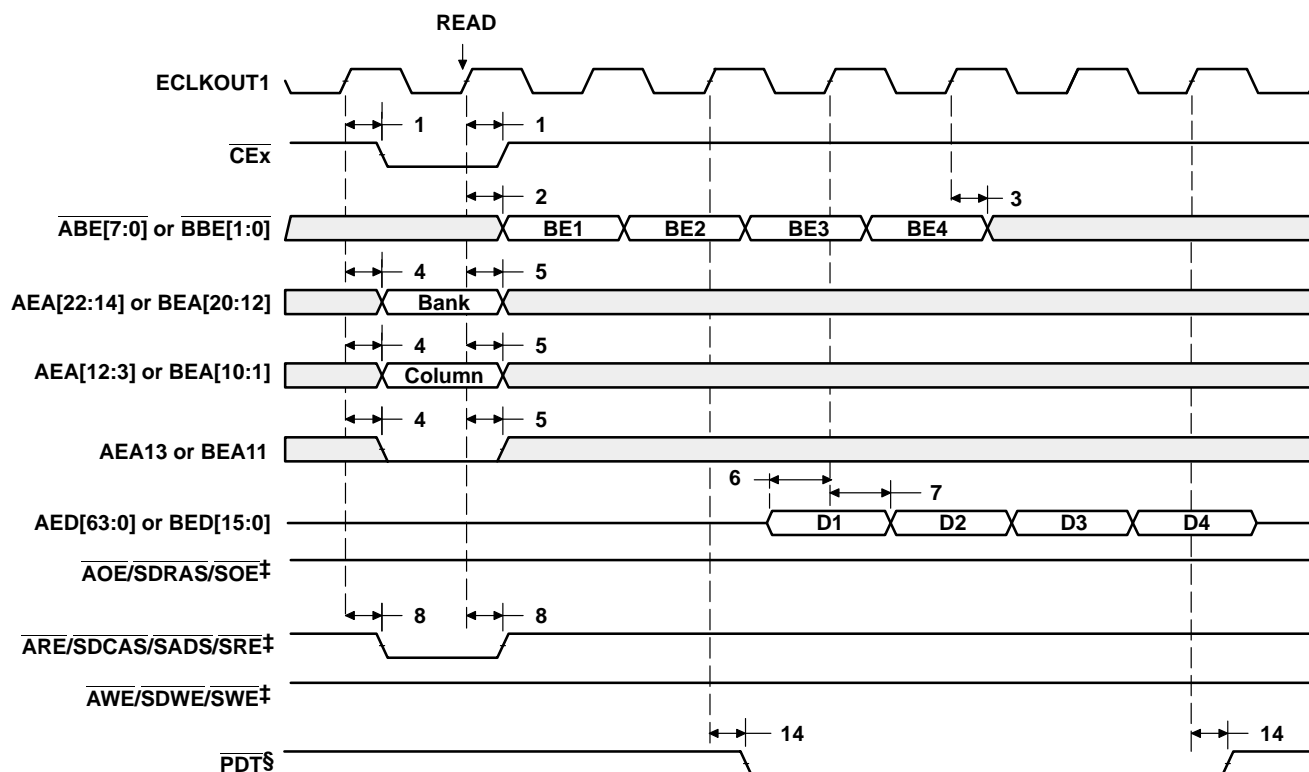 READ
ECLKOUT1
1 1
CEx
2 3
ABE[7:0] or BBE[1:0] BE1 BE2 BE3 BE4
4 5
AEA[22:14] or BEA[20:12] Bank
4 5
AEA[12:3] or BEA[10:1] Column
4 5
AEA13 or BEA11
6 7
AED[63:0] or BED[15:0] D1 D2 D3 D4
AOE/SDRAS/SOE‡
8 8
ARE/SDCAS/SADS/SRE‡
AWE/SDWE/SWE‡
14 14
PDT§